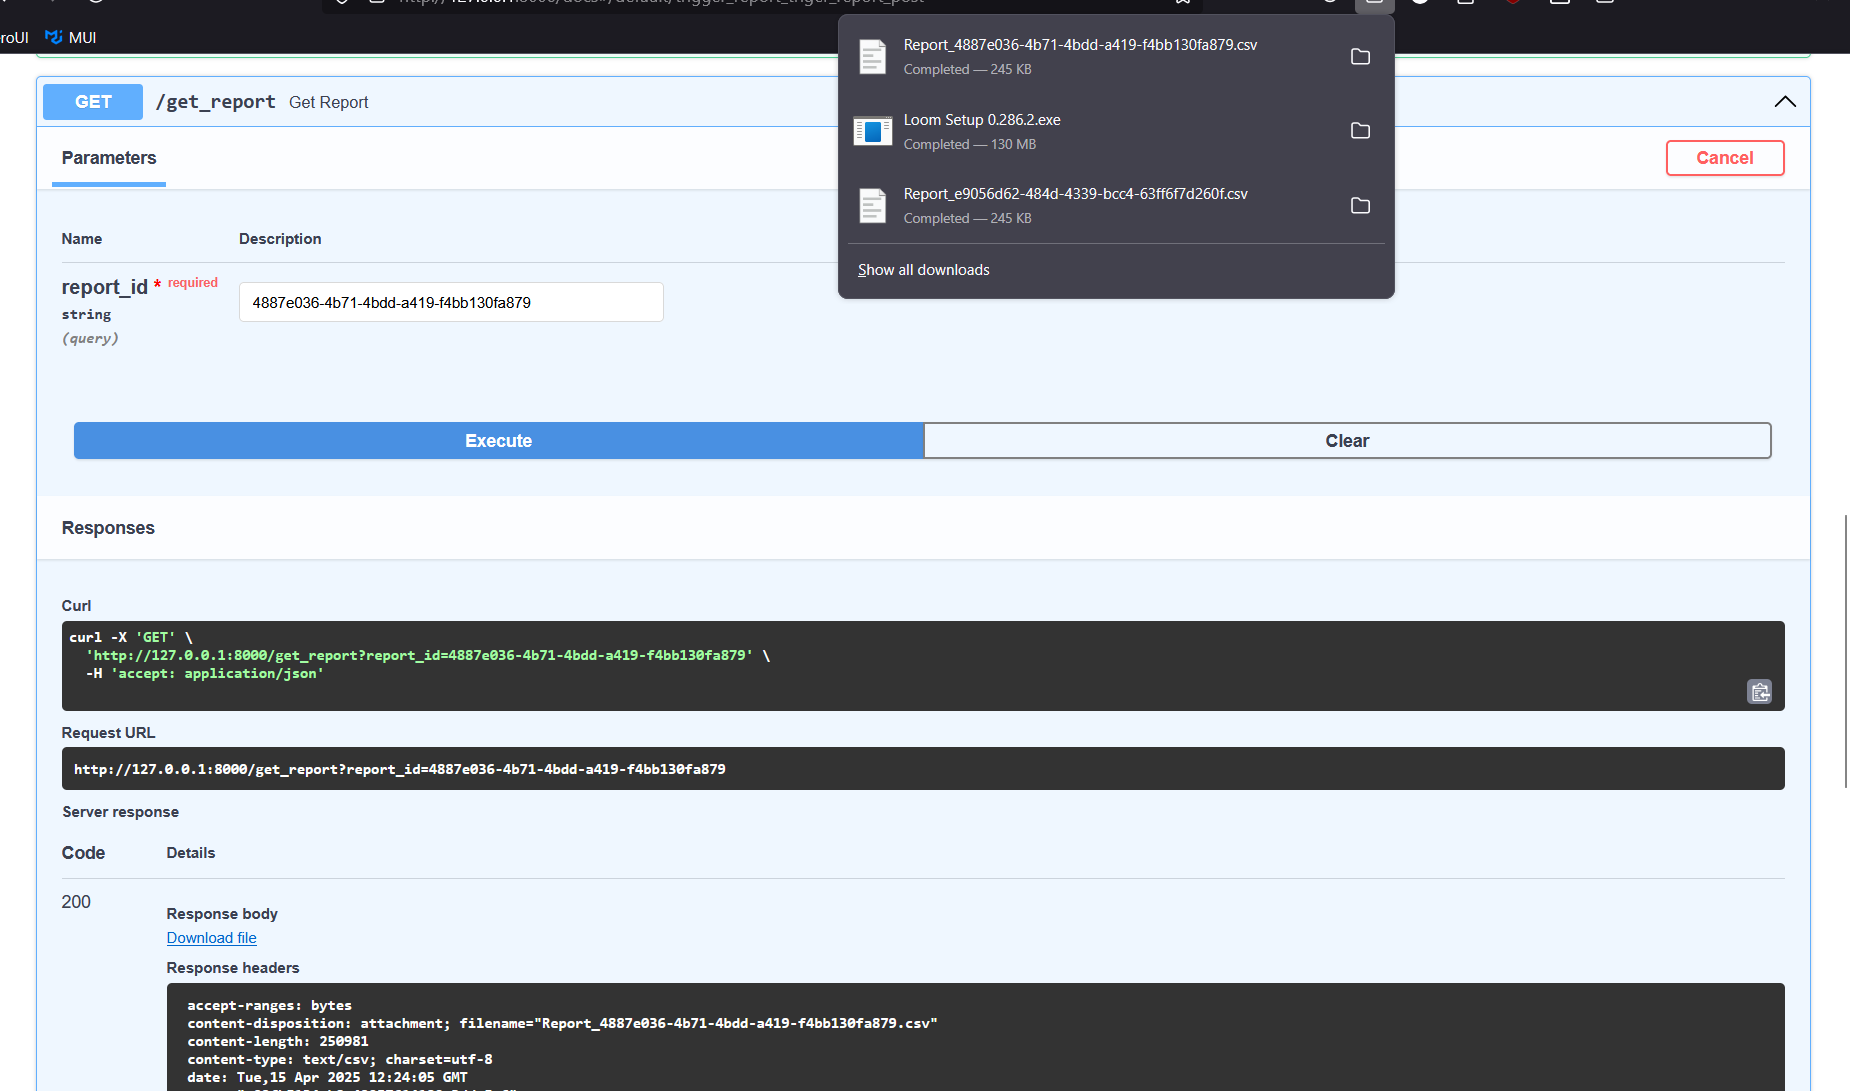 roUI MUI
Report_4887e036-4b71-4bdd-a419-f4bb130fa879.csv
Completed — 245 KB
Loom Setup 0.286.2.exe
Completed — 130 MB
Report_e9056d62-484d-4339-bcc4-63ff6f7d260f.csv
Completed — 245 KB
Show all downloads
GET /get_report Get Report
Parameters
Cancel
Name Description
report_id * required
string
(query)
4887e036-4b71-4bdd-a419-f4bb130fa879
Execute Clear
Responses
Curl
curl -X 'GET' \
'http://127.0.0.1:8000/get_report?report_id=4887e036-4b71-4bdd-a419-f4bb130fa879' \
-H 'accept: application/json'
Request URL
http://127.0.0.1:8000/get_report?report_id=4887e036-4b71-4bdd-a419-f4bb130fa879
Server response
Code Details
200
Response body
Download file
Response headers
accept-ranges: bytes
content-disposition: attachment; filename="Report_4887e036-4b71-4bdd-a419-f4bb130fa879.csv"
content-length: 250981
content-type: text/csv; charset=utf-8
date: Tue,15 Apr 2025 12:24:05 GMT